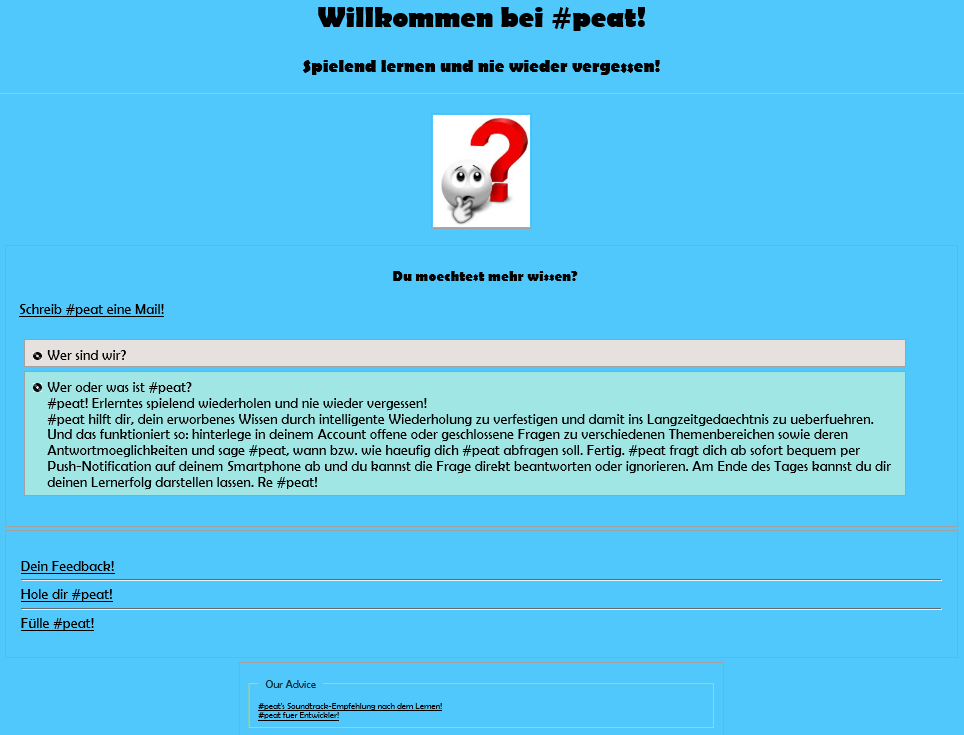 Willkommen bei #peat!
Spielend lernen und nie wieder vergessen!
Du moechtest mehr wissen?
Schreib #peat eine Mail!
Wer sind wir?
Wer oder was ist #peat?
#peat! Erlerntes spielend wiederholen und nie wieder vergessen!
#peat hilft dir, dein erworbenes Wissen durch intelligente Wiederholung zu verfestigen und damit ins Langzeitgedaechtnis zu ueberfuehren.
Und das funktioniert so: hinterlege in deinem Account offene oder geschlossene Fragen zu verschiedenen Themenbereichen sowie deren
Antwortmoeglichkeiten und sage #peat, wann bzw. wie haeufig dich #peat abfragen soll. Fertig. #peat fragt dich ab sofort bequem per
Push-Notification auf deinem Smartphone ab und du kannst die Frage direkt beantworten oder ignorieren. Am Ende des Tages kannst du dir
deinen Lernerfolg darstellen lassen. Re #peat!
Dein Feedback!
Hole dir #peat!
Fülle #peat!
Our Advice
#peat's Soundtrack-Empfehlung nach dem Lernen!
#peat fuer Entwickler!